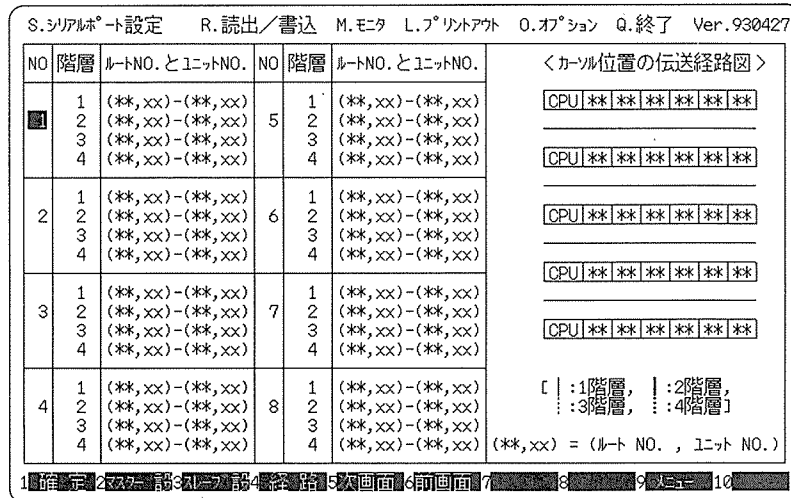 S.ｼﾘｱﾙﾎﾟｰﾄ設定 R.読出／書込 M.ﾓﾆﾀ L.ﾌﾟﾘﾝﾄｱｳﾄ O.ｵﾌﾟｼｮﾝ Q.終了 Ver.930427
NO 階層 ﾙｰﾄNO.とﾕﾆｯﾄNO. NO 階層 ﾙｰﾄNO.とﾕﾆｯﾄNO. 〈ｶｰｿﾙ位置の伝送経路図〉
1 (**,xx)-(**,xx) 1 (**,xx)-(**,xx) CPU ** ** ** ** ** **
1 2 (**,xx)-(**,xx) 5 2 (**,xx)-(**,xx)
3 (**,xx)-(**,xx) 3 (**,xx)-(**,xx)
4 (**,xx)-(**,xx) 4 (**,xx)-(**,xx) CPU ** ** ** ** ** **
1 (**,xx)-(**,xx) 1 (**,xx)-(**,xx)
2 2 (**,xx)-(**,xx) 6 2 (**,xx)-(**,xx) CPU ** ** ** ** ** **
3 (**,xx)-(**,xx) 3 (**,xx)-(**,xx)
4 (**,xx)-(**,xx) 4 (**,xx)-(**,xx)
CPU ** ** ** ** ** **
1 (**,xx)-(**,xx) 1 (**,xx)-(**,xx)
3 2 (**,xx)-(**,xx) 7 2 (**,xx)-(**,xx)
3 (**,xx)-(**,xx) 3 (**,xx)-(**,xx) CPU ** ** ** ** ** **
4 (**,xx)-(**,xx) 4 (**,xx)-(**,xx)
1 (**,xx)-(**,xx) 1 (**,xx)-(**,xx) [ :1階層, :2階層,
4 2 (**,xx)-(**,xx) 8 2 (**,xx)-(**,xx) :3階層, :4階層]
3 (**,xx)-(**,xx) 3 (**,xx)-(**,xx)
4 (**,xx)-(**,xx) 4 (**,xx)-(**,xx) (**,xx) = (ﾙｰﾄ NO. , ﾕﾆｯﾄ NO.)
1 確 定 2 ﾏｽﾀｰ 設 3 ｽﾚｰﾌﾞ 設 4 経 路 5 次画面 6 前画面 7 8 9 ﾒﾆｭｰ 10